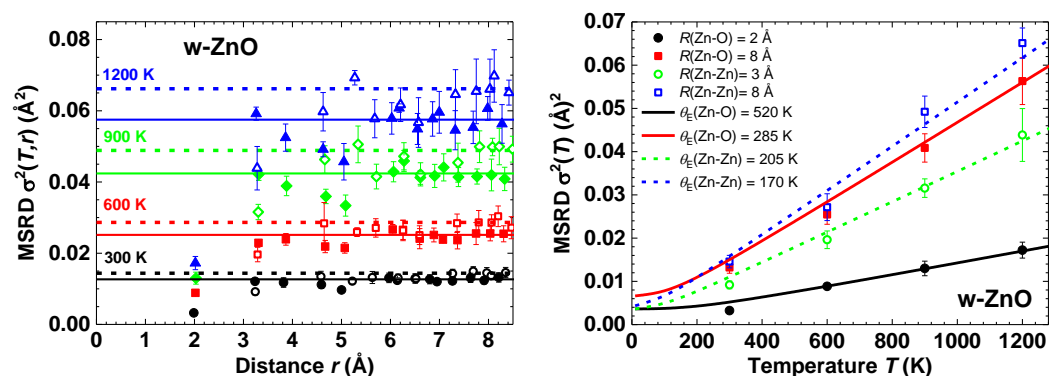 w-ZnO
1200 K
900 K
600 K
300 K
0.08
0.06
0.04
0.02
0.00
MSRD σ²(T,r) (Å²)
0 1 2 3 4 5 6 7 8
Distance r (Å)
R(Zn-O) = 2 Å
R(Zn-O) = 8 Å
R(Zn-Zn)= 3 Å
R(Zn-Zn)= 8 Å
θE(Zn-O) = 520 K
θE(Zn-O) = 285 K
θE(Zn-Zn) = 205 K
θE(Zn-Zn) = 170 K
w-ZnO
0.07
0.06
0.05
0.04
0.03
0.02
0.01
0.00
MSRD σ²(T) (Å)²
0 200 400 600 800 1000 1200
Temperature T (K)